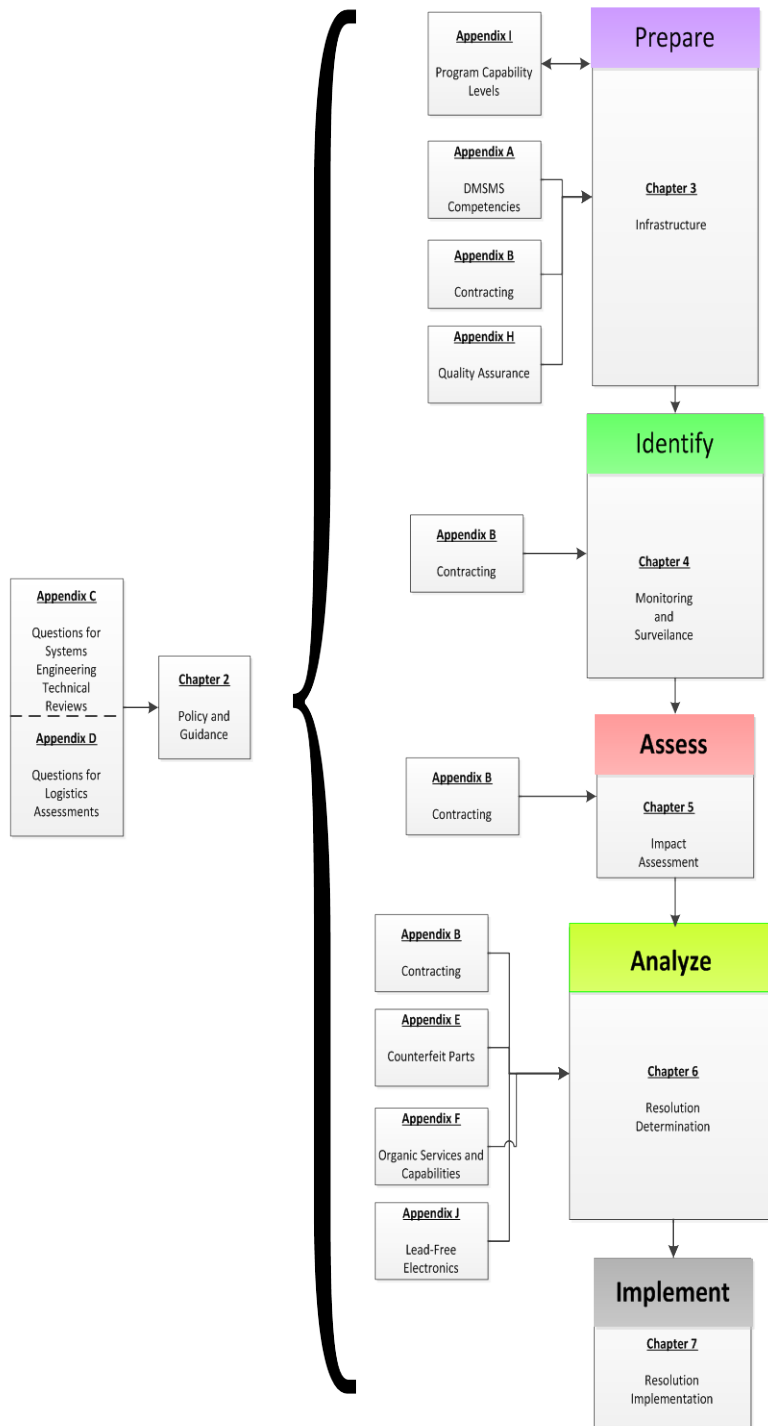 Appendix C
Questions for
Systems
Engineering
Technical
Reviews
Appendix D
Questions for
Logistics
Assessments
Chapter 2
Policy and
Guidance
Appendix I
Program Capability
Levels
Appendix A
DMSMS
Competencies
Appendix B
Contracting
Appendix H
Quality Assurance
Prepare
Chapter 3
Infrastructure
Appendix B
Contracting
Identify
Chapter 4
Monitoring
and
Surveilance
Appendix B
Contracting
Assess
Chapter 5
Impact
Assessment
Appendix B
Contracting
Appendix E
Counterfeit Parts
Appendix F
Organic Services and
Capabilities
Appendix J
Lead-Free
Electronics
Analyze
Chapter 6
Resolution
Determination
Implement
Chapter 7
Resolution
Implementation